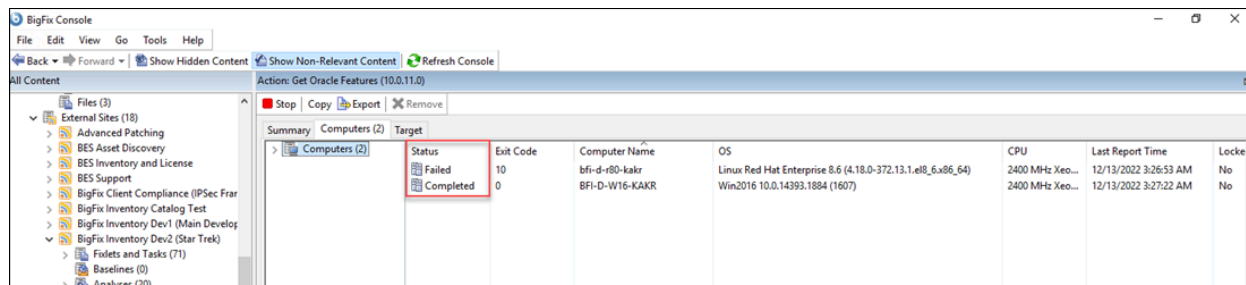 BigFix Console
File Edit View Go Tools Help
Back Forward Show Hidden Content Show Non-Relevant Content Refresh Console
All Content
Action: Get Oracle Features (10.0.11.0)
Files (3)
External Sites (18)
Advanced Patching
BES Asset Discovery
BES Inventory and License
BES Support
BigFix Client Compliance (IPSec Fran
BigFix Inventory Catalog Test
BigFix Inventory Dev1 (Main Develop
BigFix Inventory Dev2 (Star Trek)
Fixlets and Tasks (71)
Baselines (0)
Analyses (20)
Stop Copy Export Remove
Summary Computers (2) Target
Computers (2)
Status Exit Code Computer Name OS CPU Last Report Time Locke
Failed 10 bfi-d-r80-kakr Linux Red Hat Enterprise 8.6 (4.18.0-372.13.1.el8_6.x86_64) 2400 MHz Xeo... 12/13/2022 3:26:53 AM No
Completed 0 BFI-D-W16-KAKR Win2016 10.0.14393.1884 (1607) 2400 MHz Xeo... 12/13/2022 3:27:22 AM No